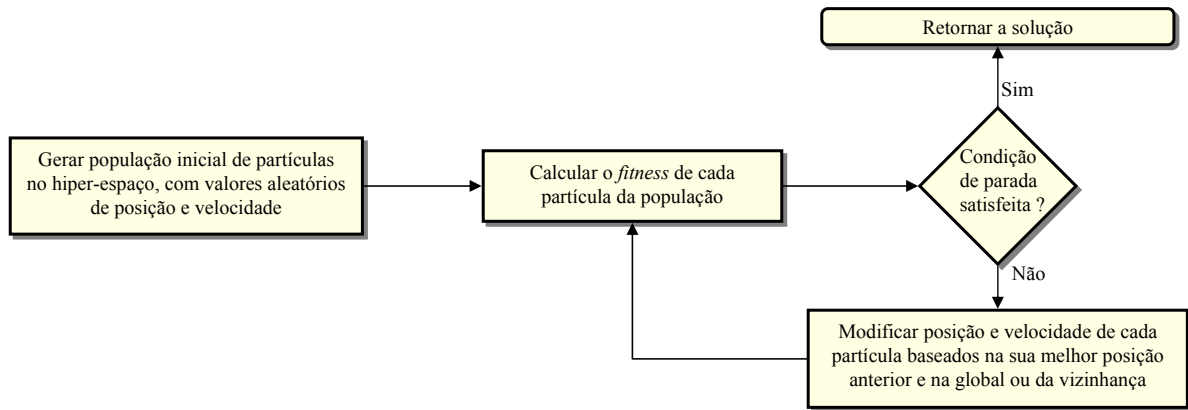 Retornar a solução
Sim
Gerar população inicial de partículas
no hiper-espaço, com valores aleatórios
de posição e velocidade
Calcular o fitness de cada
partícula da população
Condição
de parada
satisfeita ?
Não
Modificar posição e velocidade de cada
partícula baseados na sua melhor posição
anterior e na global ou da vizinhança